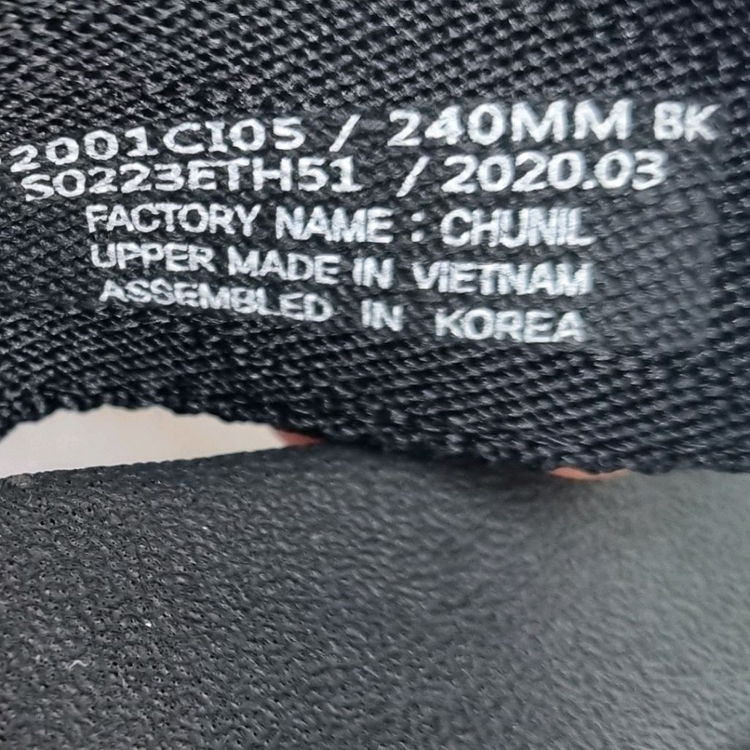 2001CI05 / 240MM BK
S0223ETH51 / 2020.03
FACTORY NAME : CHUNIL
UPPER MADE IN VIETNAM
ASSEMBLED IN KOREA